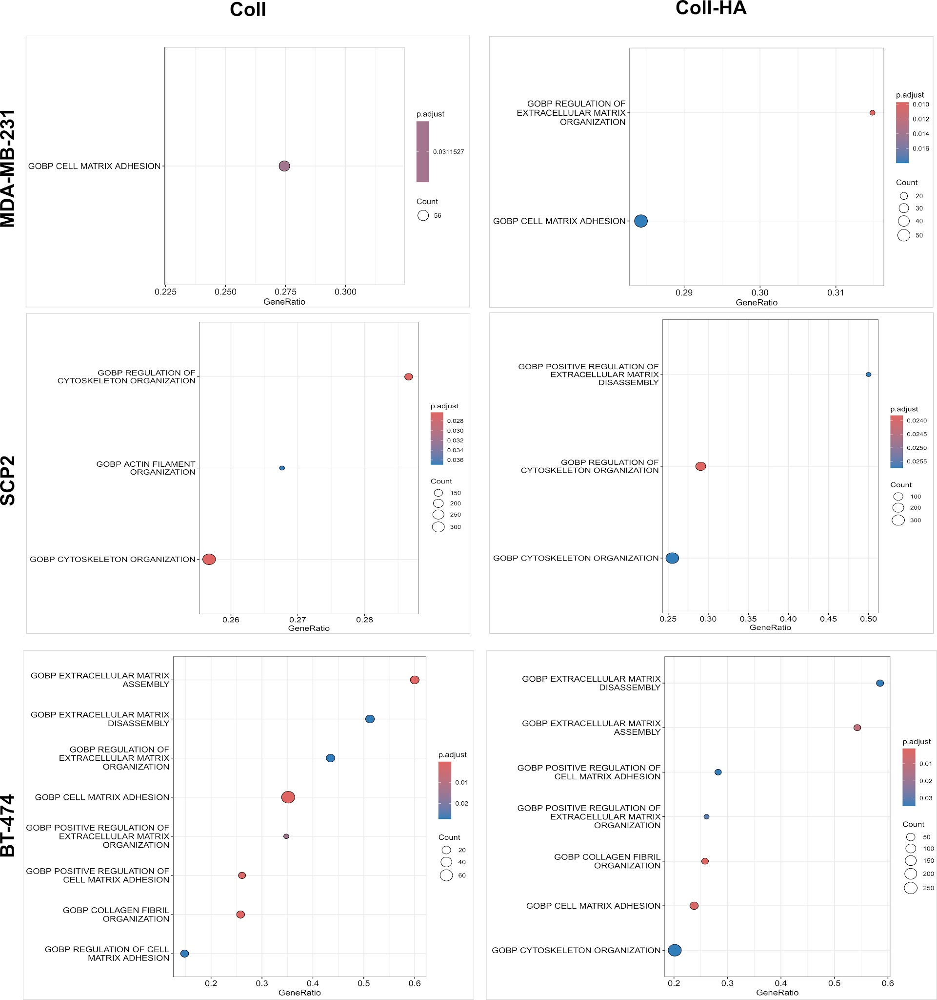 Coll
Coll-HA
MDA-MB-231
GOBP CELL MATRIX ADHESION
0.225
0.250
0.275
0.300
GeneRatio
p.adjust
0.0311527
Count
56
GOBP REGULATION OF
EXTRACELLULAR MATRIX
ORGANIZATION
GOBP CELL MATRIX ADHESION
0.29
0.30
0.31
GeneRatio
p.adjust
0.010
0.012
0.014
0.016
Count
20
30
40
50
SCP2
GOBP REGULATION OF
CYTOSKELETON ORGANIZATION
GOBP ACTIN FILAMENT
ORGANIZATION
GOBP CYTOSKELETON ORGANIZATION
0.26
0.27
0.28
GeneRatio
p.adjust
0.028
0.030
0.032
0.034
0.036
Count
150
200
250
300
GOBP POSITIVE REGULATION OF
EXTRACELLULAR MATRIX
DISASSEMBLY
GOBP REGULATION OF
CYTOSKELETON ORGANIZATION
GOBP CYTOSKELETON ORGANIZATION
0.25
0.30
0.35
0.40
0.45
0.50
GeneRatio
p.adjust
0.0240
0.0245
0.0250
0.0255
Count
100
200
300
BT-474
GOBP EXTRACELLULAR MATRIX
ASSEMBLY
GOBP EXTRACELLULAR MATRIX
DISASSEMBLY
GOBP REGULATION OF
EXTRACELLULAR MATRIX
ORGANIZATION
GOBP CELL MATRIX ADHESION
GOBP POSITIVE REGULATION OF
EXTRACELLULAR MATRIX
ORGANIZATION
GOBP POSITIVE REGULATION OF
CELL MATRIX ADHESION
GOBP COLLAGEN FIBRIL
ORGANIZATION
GOBP REGULATION OF CELL
MATRIX ADHESION
0.2
0.3
0.4
0.5
0.6
GeneRatio
p.adjust
0.01
0.02
Count
20
40
60
GOBP EXTRACELLULAR MATRIX
DISASSEMBLY
GOBP EXTRACELLULAR MATRIX
ASSEMBLY
GOBP POSITIVE REGULATION OF
CELL MATRIX ADHESION
GOBP POSITIVE REGULATION OF
EXTRACELLULAR MATRIX
ORGANIZATION
GOBP COLLAGEN FIBRIL
ORGANIZATION
GOBP CELL MATRIX ADHESION
GOBP CYTOSKELETON ORGANIZATION
0.2
0.3
0.4
0.5
0.6
GeneRatio
p.adjust
0.01
0.02
0.03
Count
50
100
150
200
250